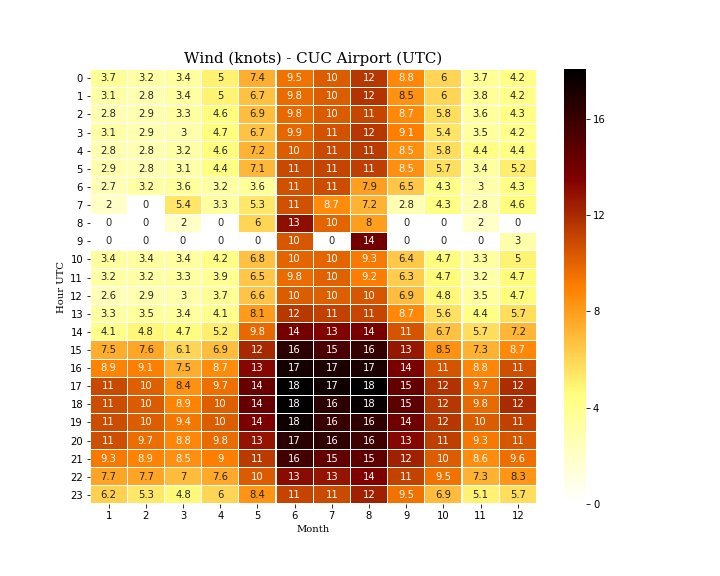 Wind (knots) - CUC Airport (UTC)
0 3.7 3.2 3.4 5 7.4 9.5 10 12 8.8 6 3.7 4.2
1 3.1 2.8 3.4 5 6.7 9.8 10 12 8.5 6 3.8 4.2
16
2 2.8 2.9 3.3 4.6 6.9 9.8 10 11 8.7 5.8 3.6 4.3
3 3.1 2.9 3 4.7 6.7 9.9 11 12 9.1 5.4 3.5 4.2
4 2.8 2.8 3.2 4.6 7.2 10 11 11 8.5 5.8 4.4 4.4
5 2.9 2.8 3.1 4.4 7.1 11 11 11 8.5 5.7 3.4 5.2
6 2.7 3.2 3.6 3.2 3.6 11 11 7.9 6.5 4.3 3 4.3
7 2 0 5.4 3.3 5.3 11 8.7 7.2 2.8 4.3 2.8 4.6
12
8 0 0 2 0 6 13 10 8 0 0 2 0
9 0 0 0 0 0 10 0 14 0 0 0 3
10 3.4 3.4 3.4 4.2 6.8 10 10 9.3 6.4 4.7 3.3 5
11 3.2 3.2 3.3 3.9 6.5 9.8 10 9.2 6.3 4.7 3.2 4.7
Hour UTC
12 2.6 2.9 3 3.7 6.6 10 10 10 6.9 4.8 3.5 4.7
13 3.3 3.5 3.4 4.1 8.1 12 11 11 8.7 5.6 4.4 5.7
8
14 4.1 4.8 4.7 5.2 9.8 14 13 14 11 6.7 5.7 7.2
15 7.5 7.6 6.1 6.9 12 16 15 16 13 8.5 7.3 8.7
16 8.9 9.1 7.5 8.7 13 17 17 17 14 11 8.8 11
17 11 10 8.4 9.7 14 18 17 18 15 12 9.7 12
18 11 10 8.9 10 14 18 16 18 15 12 9.8 12
4
19 11 10 9.4 10 14 18 16 16 14 12 10 11
20 11 9.7 8.8 9.8 13 17 16 16 13 11 9.3 11
21 9.3 8.9 8.5 9 11 16 15 15 12 10 8.6 9.6
22 7.7 7.7 7 7.6 10 13 13 14 11 9.5 7.3 8.3
23 6.2 5.3 4.8 6 8.4 11 11 12 9.5 6.9 5.1 5.7
0
1 2 3 4 5 6 7 8 9 10 11 12
Month